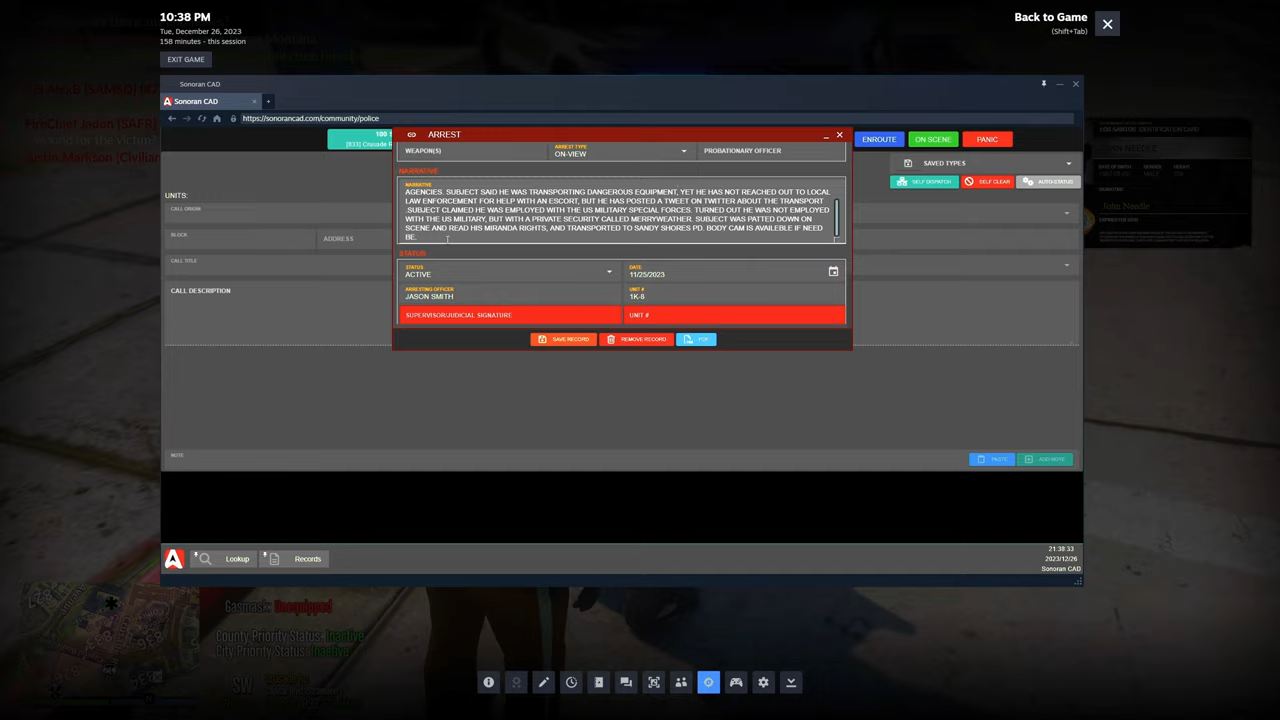 10:38 PM
Tue, December 26, 2023
158 minutes - this session
EXIT GAME
Back to Game
(Shift+Tab)
Sonoran CAD
Sonoran CAD
https://sonorancad.com/community/police
ARREST
ENROUTE
ON SCENE
PANIC
WEAPON(S)
ARREST TYPE
ON-VIEW
PROBATIONARY OFFICER
SAVED TYPES
NARRATIVE
SELF DISPATCH
SELF CLEAR
AUTO-STATUS
NARRATIVE
AGENCIES. SUBJECT SAID HE WAS TRANSPORTING DANGEROUS EQUIPMENT, YET HE HAS NOT REACHED OUT TO LOCAL
LAW ENFORCEMENT FOR HELP WITH AN ESCORT, BUT HE HAS POSTED A TWEET ON TWITTER ABOUT THE TRANSPORT
.SUBJECT CLAIMED HE WAS EMPLOYED WITH THE US MILITARY SPECIAL FORCES. TURNED OUT HE WAS NOT EMPLOYED
WITH THE US MILITARY, BUT WITH A PRIVATE SECURITY CALLED MERRYWEATHER. SUBJECT WAS PATTED DOWN ON
SCENE AND READ HIS MIRANDA RIGHTS, AND TRANSPORTED TO SANDY SHORES PD. BODY CAM IS AVAILEBLE IF NEED
BE.
UNITS:
CALL ORIGIN
BLOCK
ADDRESS
CALL TITLE
CALL DESCRIPTION
STATUS
STATUS
ACTIVE
DATE
11/25/2023
ARRESTING OFFICER
JASON SMITH
UNIT #
1K-8
SUPERVISOR/JUDICIAL SIGNATURE
UNIT #
SAVE RECORD
REMOVE RECORD
PDF
NOTE
PASTE
ADD NOTE
Lookup
Records
21:38:33
2023/12/26
Sonoran CAD
Gasmask: Unequipped
County Priority Status: Inactive
City Priority Status: Inactive
SW